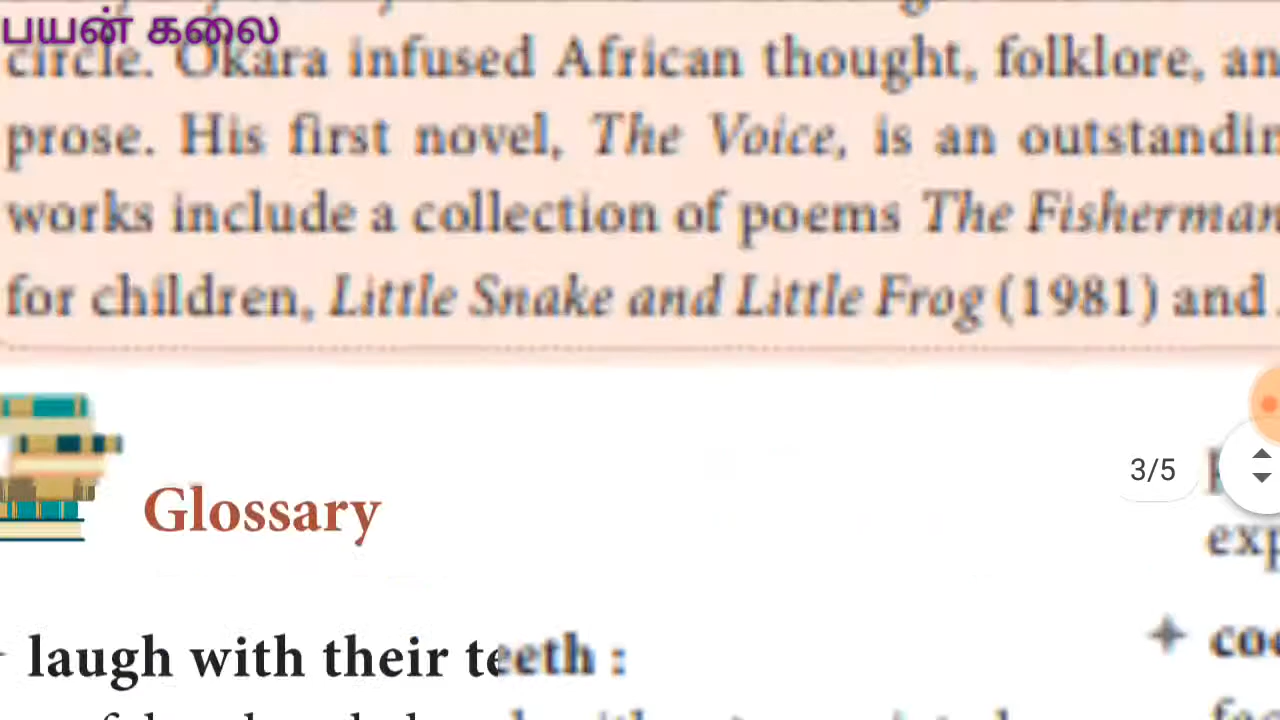 பயன் கலை
circle. Okara infused African thought, folklore, an
prose. His first novel, The Voice, is an outstandin
works include a collection of poems The Fisherman
for children, Little Snake and Little Frog (1981) and
3/5
Glossary
exp
laugh with their teeth :